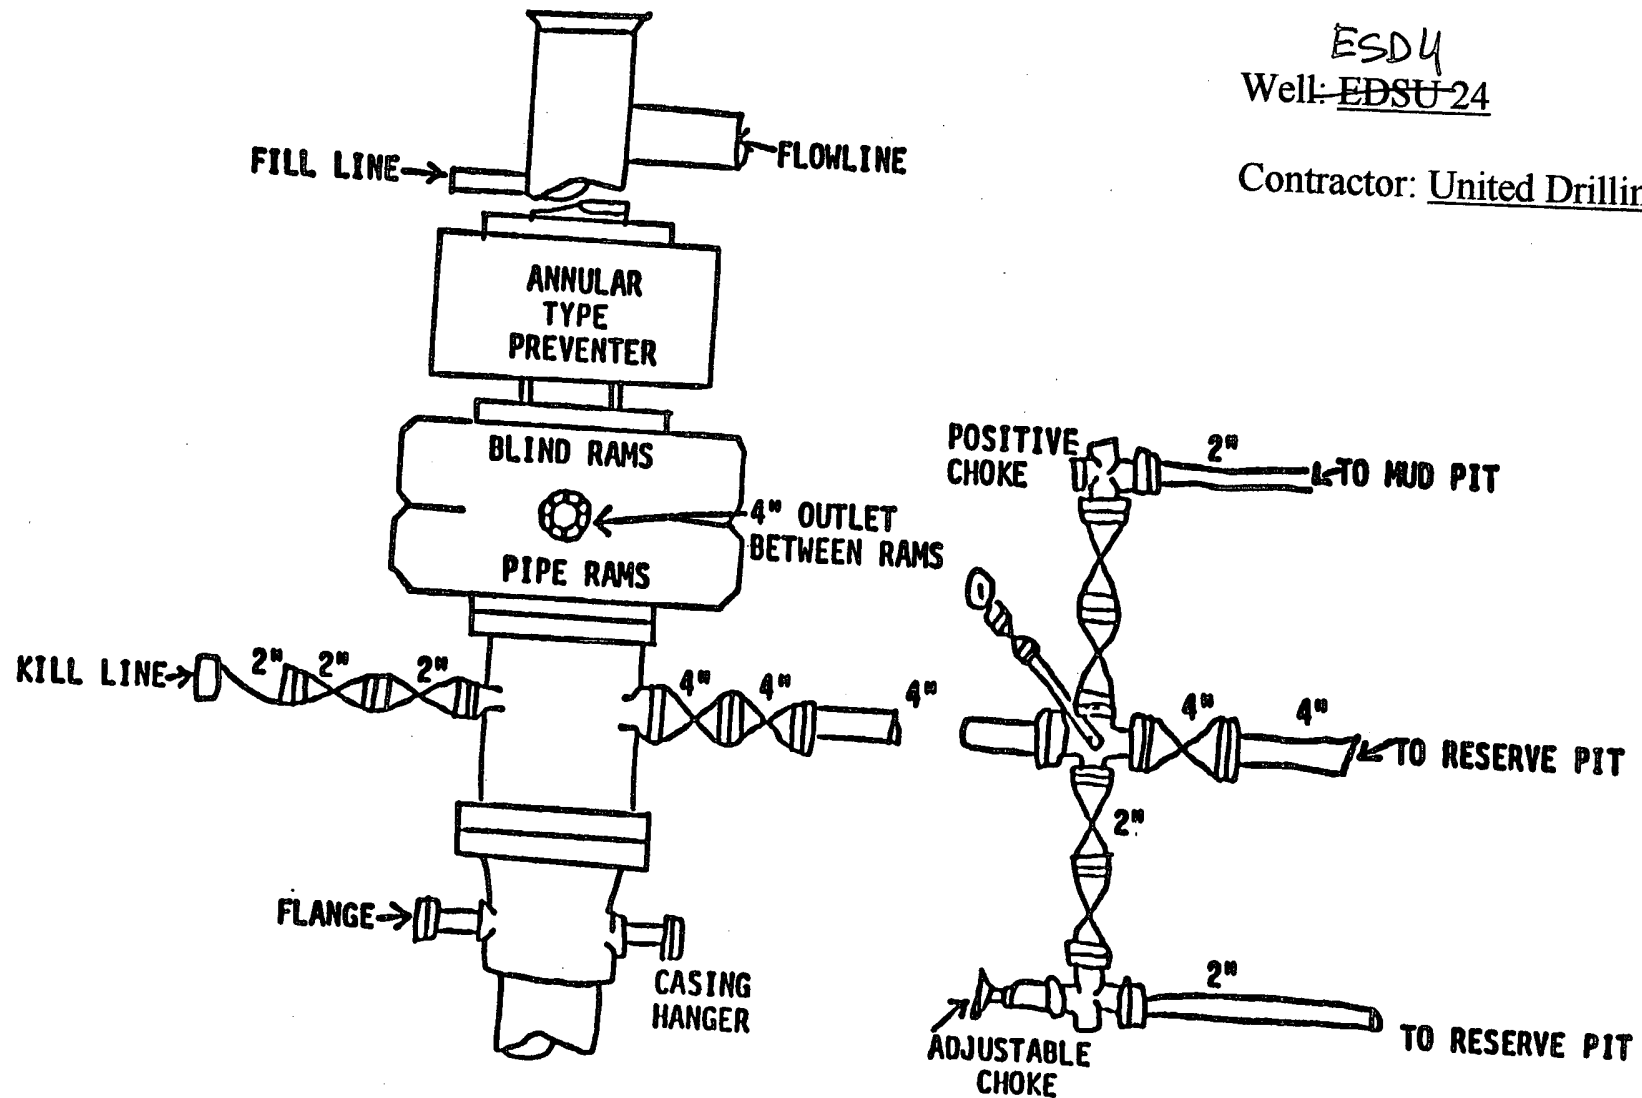 ESDU
Well: EDSU 24
Contractor: United Drillin
FILL LINE
FLOWLINE
ANNULAR
TYPE
PREVENTER
BLIND RAMS
4" OUTLET
BETWEEN RAMS
PIPE RAMS
KILL LINE
2"
2"
2"
4"
4"
4"
FLANGE
CASING
HANGER
POSITIVE
CHOKE
2"
TO MUD PIT
4"
4"
TO RESERVE PIT
2"
2"
ADJUSTABLE
CHOKE
TO RESERVE PIT